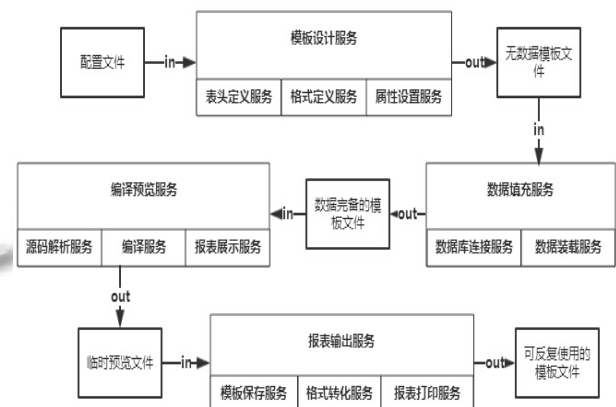 模板设计服务
配置文件
in
out
无数据模板文
件
表头定义服务
格式定义服务
属性设置服务
in
编译预览服务
数据完备的模
板文件
数据填充服务
in
out
源码解析服务
编译服务
报表展示服务
数据库连接服务
数据装载服务
out
报表输出服务
临时预览文件
in
out
可反复使用的
模板文件
模板保存服务
格式转化服务
报表打印服务